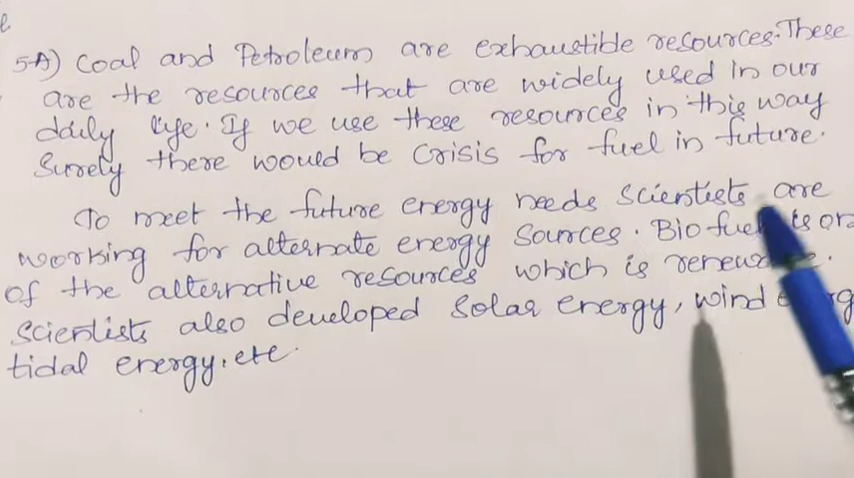 5A) Coal and Petroleum are exhaustible resources. These
are the resources that are widely used in our
daily life. If we use these resources in this way
surely there would be crisis for fuel in future.
To meet the future energy needs scientists are
working for alternate energy sources. Bio fuel is
of the alternative resources which is
scientists also developed solar energy, wind
tidal energy, etc.